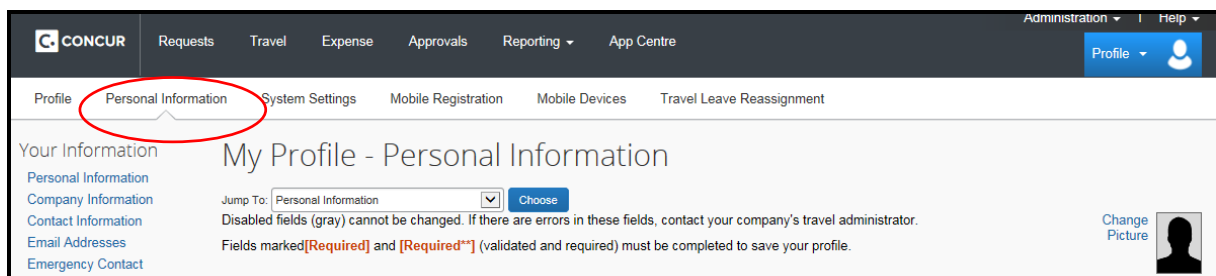 Administration | Help
C. CONCUR Requests Travel Expense Approvals Reporting App Centre
Profile
Profile Personal Information System Settings Mobile Registration Mobile Devices Travel Leave Reassignment
Your Information
Personal Information
Company Information
Contact Information
Email Addresses
Emergency Contact
My Profile - Personal Information
Jump To: Personal Information Choose
Disabled fields (gray) cannot be changed. If there are errors in these fields, contact your company's travel administrator.
Fields marked[Required] and [Required**] (validated and required) must be completed to save your profile.
Change
Picture